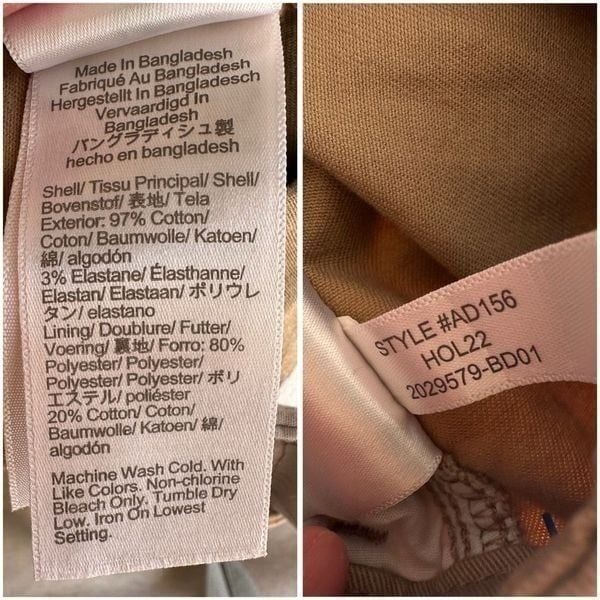 Made In Bangladesh
Fabriqué Au Bangladesh
Hergestellt In Bangladesch
Vervaardigd In
Bangladesh
バングラディシュ製
hecho en bangladesh
Shell/ Tissu Principal/ Shell/
Bovenstof/ 表地/ Tela
Exterior: 97% Cotton/
Coton/ Baumwolle/ Katoen/
綿/ algodón
3% Elastane/ Élasthanne/
Elastan/ Elastaan/ ポリウレ
タン/ elastano
Lining/ Doublure/ Futter/
Voering/ 裏地/ Forro: 80%
Polyester/ Polyester/
Polyester/ Polyester/ ポリ
エステル/ poliéster
20% Cotton/ Coton/
Baumwolle/ Katoen/ 綿/
algodón
Machine Wash Cold. With
Like Colors. Non-chlorine
Bleach Only. Tumble Dry
Low. Iron On Lowest
Setting.
STYLE #AD156
HOL22
2029579-BD01